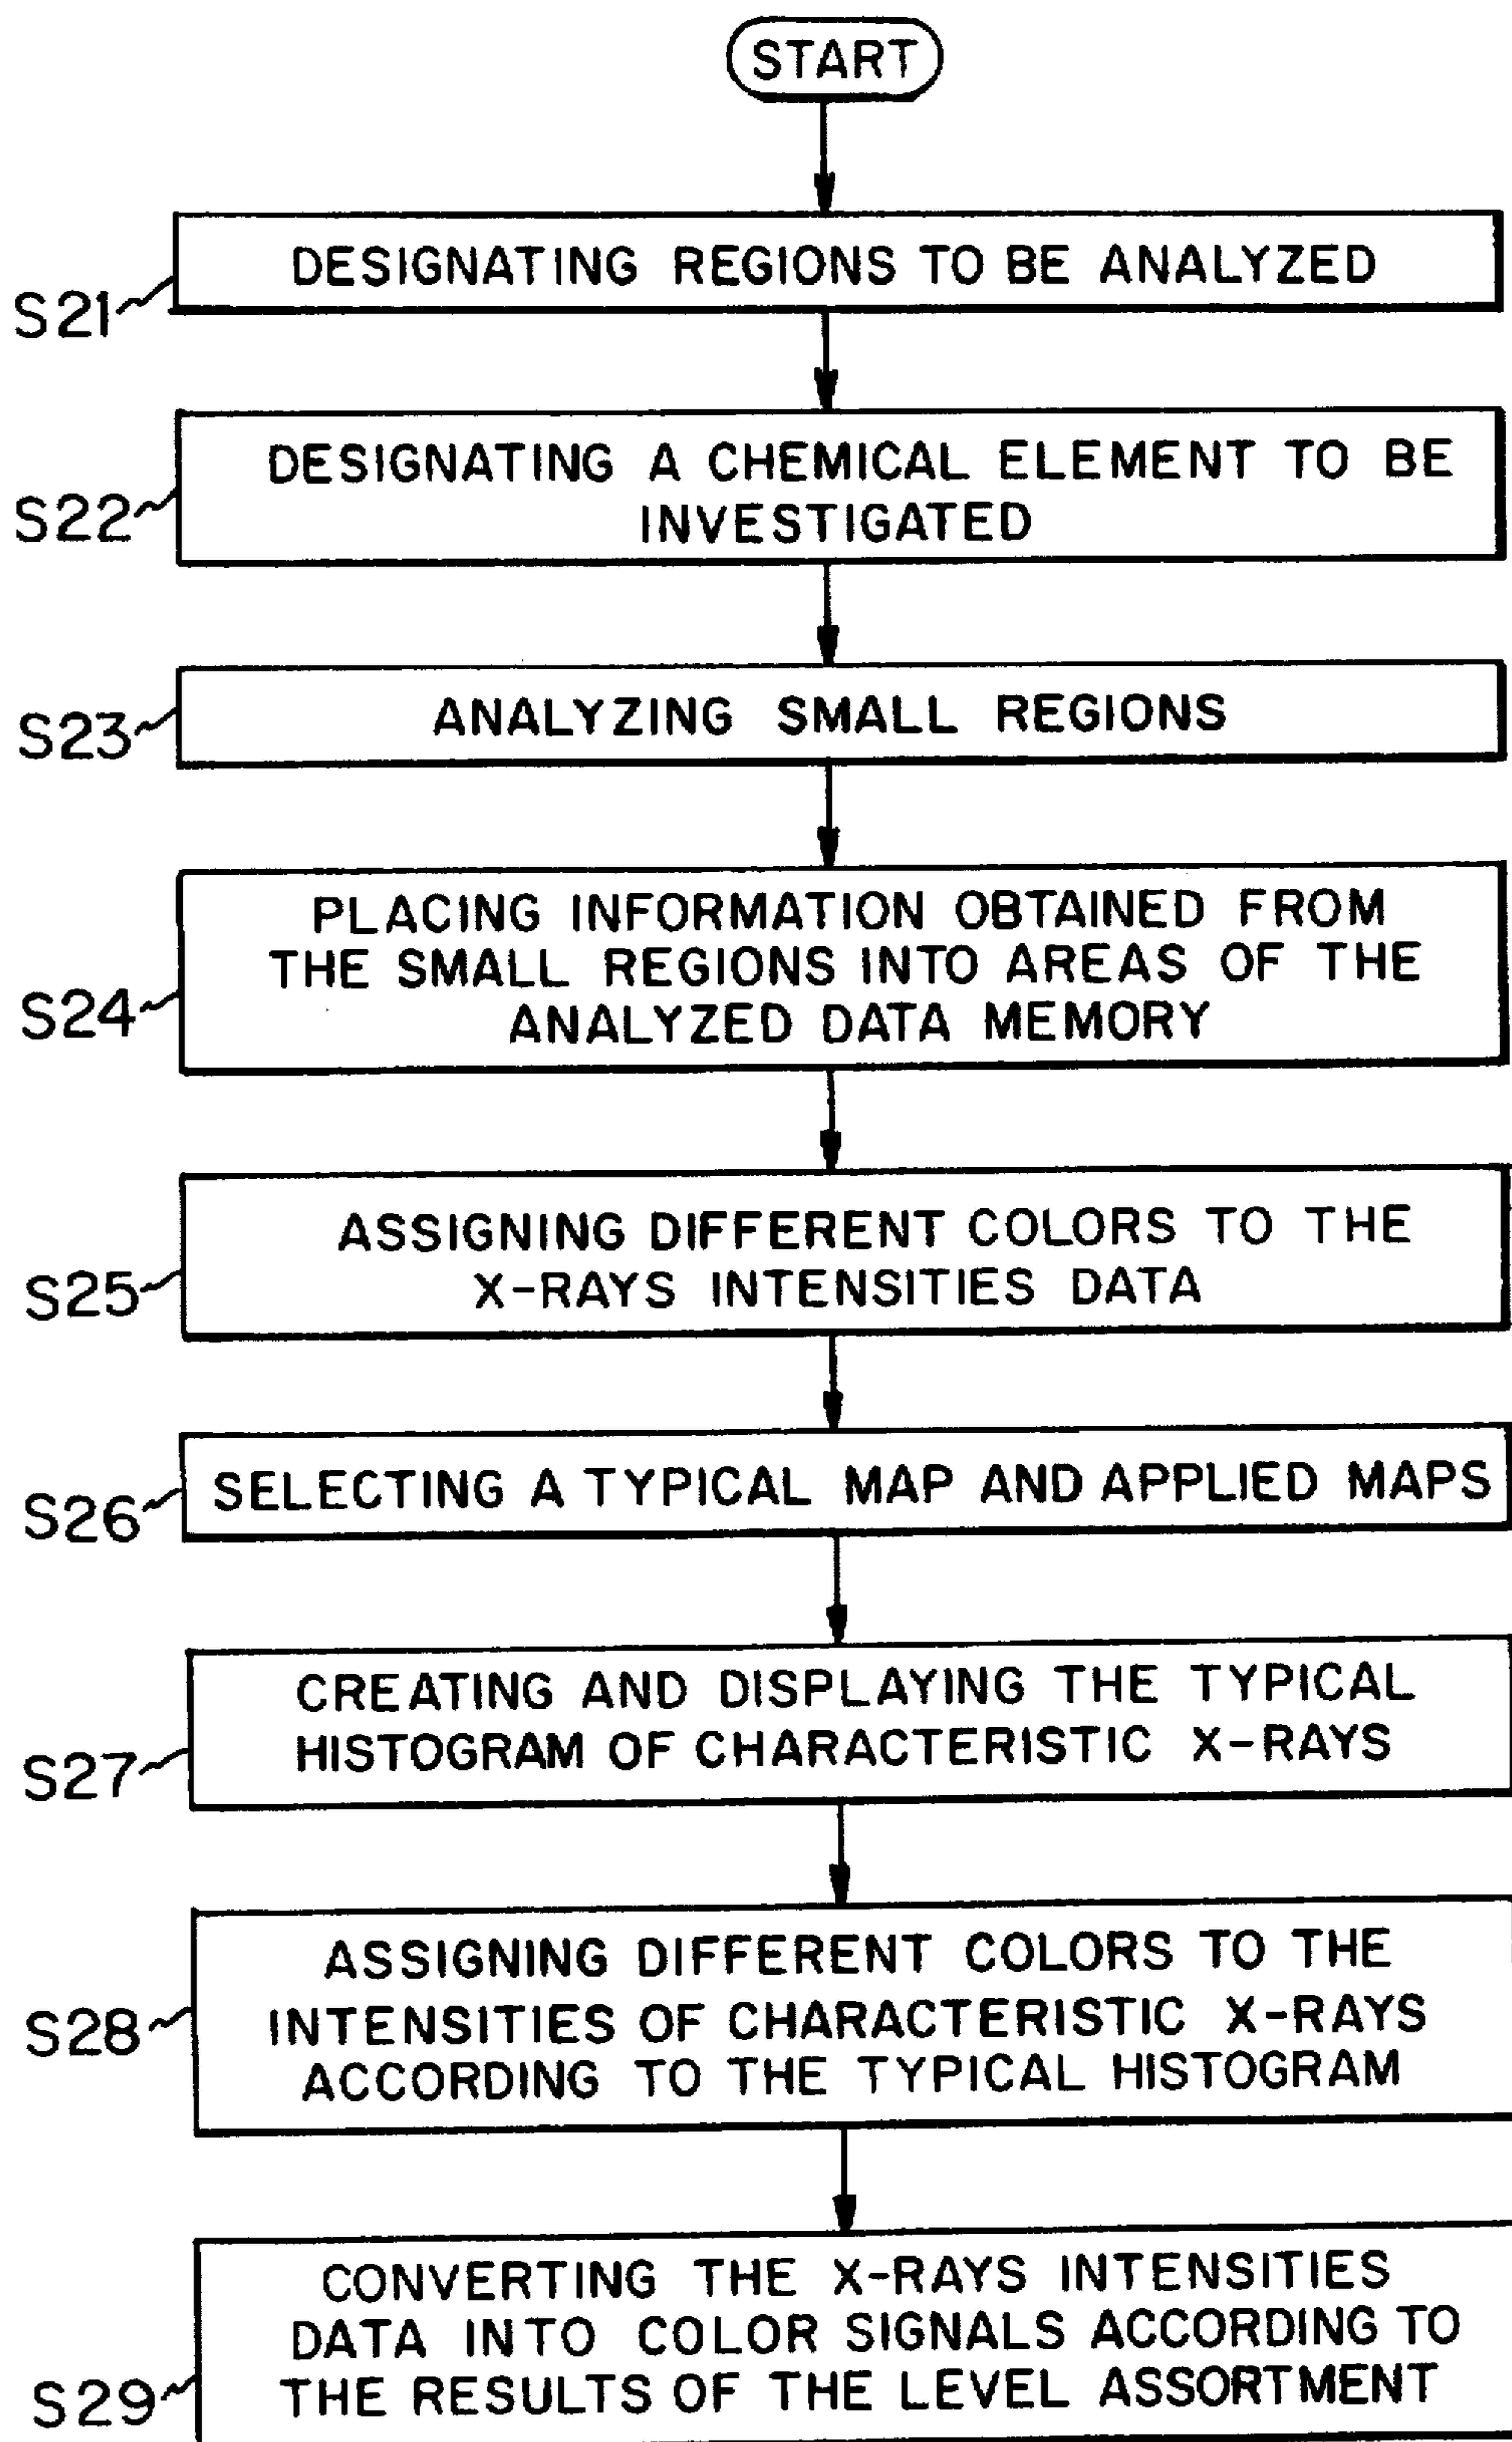 START
S21
DESIGNATING REGIONS TO BE ANALYZED
S22
DESIGNATING A CHEMICAL ELEMENT TO BE
INVESTIGATED
S23
ANALYZING SMALL REGIONS
S24
PLACING INFORMATION OBTAINED FROM
THE SMALL REGIONS INTO AREAS OF THE
ANALYZED DATA MEMORY
S25
ASSIGNING DIFFERENT COLORS TO THE
X-RAYS INTENSITIES DATA
S26
SELECTING A TYPICAL MAP AND APPLIED MAPS
S27
CREATING AND DISPLAYING THE TYPICAL
HISTOGRAM OF CHARACTERISTIC X-RAYS
S28
ASSIGNING DIFFERENT COLORS TO THE
INTENSITIES OF CHARACTERISTIC X-RAYS
ACCORDING TO THE TYPICAL HISTOGRAM
S29
CONVERTING THE X-RAYS INTENSITIES
DATA INTO COLOR SIGNALS ACCORDING TO
THE RESULTS OF THE LEVEL ASSORTMENT